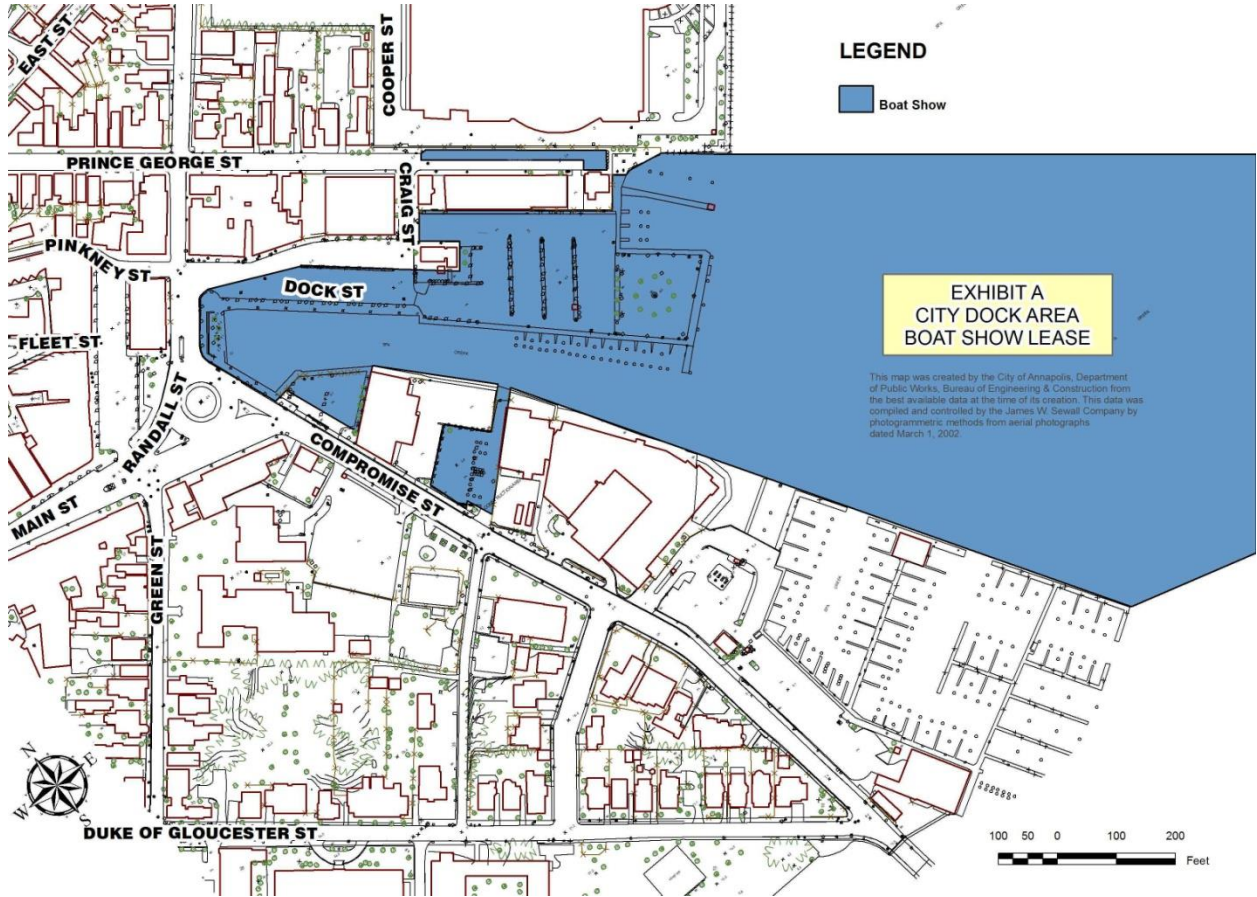 EAST ST
COOPER ST
LEGEND
Boat Show
PRINCE GEORGE ST
CRAIG ST
PINKNEY ST
DOCK ST
FLEET ST
RANDALL ST
MAIN ST
GREEN ST
COMPROMISE ST
EXHIBIT A
CITY DOCK AREA
BOAT SHOW LEASE
This map was created by the City of Annapolis, Department
of Public Works, Bureau of Engineering & Construction from
the best available data at the time of its creation. This data was
compiled and controlled by the James W. Sewall Company by
photogrammetric methods from aerial photographs
dated March 1, 2002.
N
E
W
S
DUKE OF GLOUCESTER ST
100 50 0 100 200
Feet